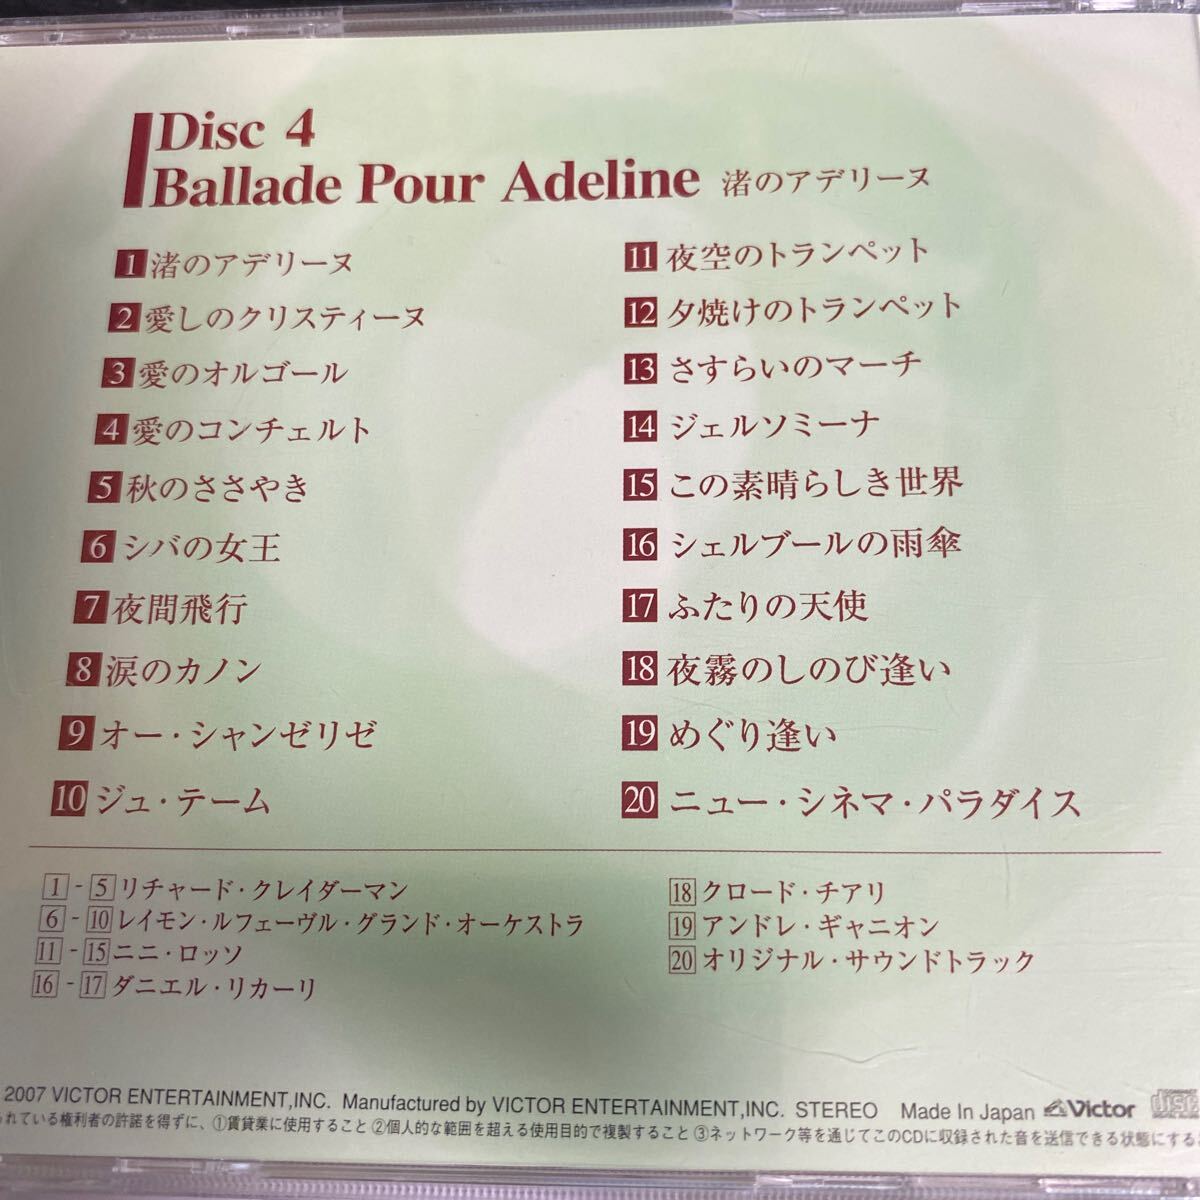 Disc 4
Ballade Pour Adeline 渚のアデリーヌ
1 渚のアデリーヌ
2 愛しのクリスティーヌ
3 愛のオルゴール
4 愛のコンチェルト
5 秋のささやき
6 シバの女王
7 夜間飛行
8 涙のカノン
9 オー・シャンゼリゼ
10 ジュ・テーム
11 夜空のトランペット
12 夕焼けのトランペット
13 さすらいのマーチ
14 ジェルソミーナ
15 この素晴らしき世界
16 シェルブールの雨傘
17 ふたりの天使
18 夜霧のしのび逢い
19 めぐり逢い
20 ニュー・シネマ・パラダイス
1 - 5 リチャード・クレイダーマン
6 - 10 レイモン・ルフェーヴル・グランド・オーケストラ
11 - 15 ニニ・ロッソ
16 - 17 ダニエル・リカーリ
18 クロード・チアリ
19 アンドレ・ギャニオン
20 オリジナル・サウンドトラック
2007 VICTOR ENTERTAINMENT,INC. Manufactured by VICTOR ENTERTAINMENT,INC. STEREO Made In Japan Victor
られている権利者の許諾を得ずに、①賃貸業に使用すること ②個人的な範囲を超える使用目的で複製すること ③ネットワーク等を通じてこのCDに収録された音を送信できる状態にする